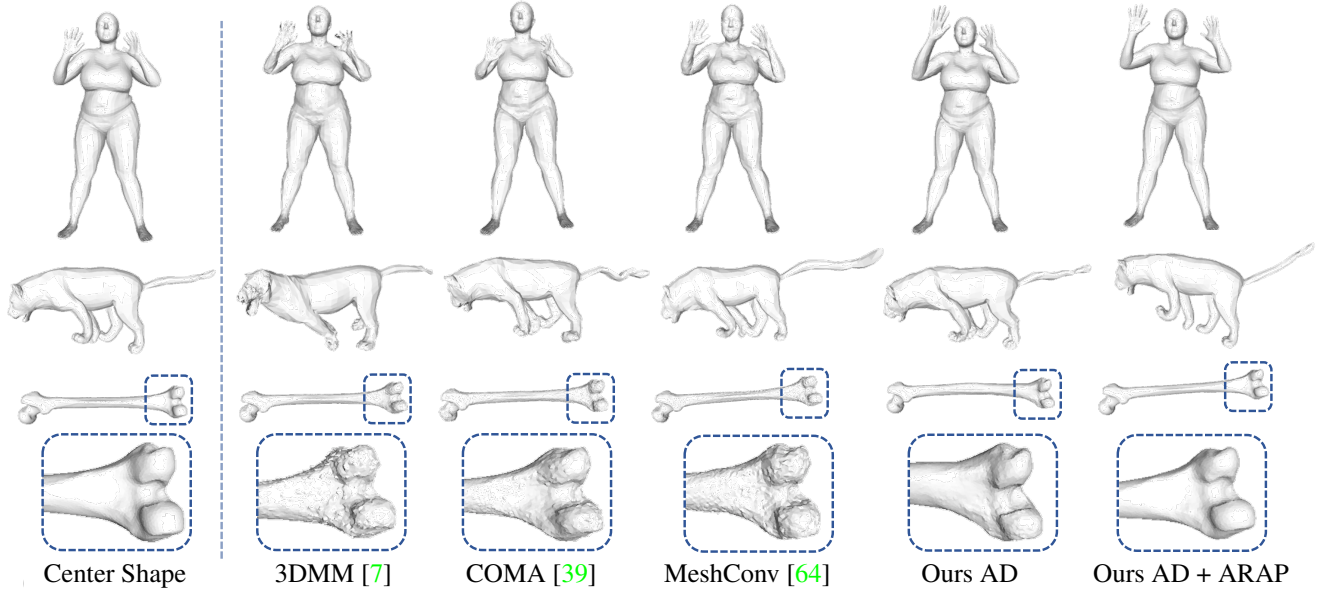 Center Shape
3DMM [7]
COMA [39]
MeshConv [64]
Ours AD
Ours AD + ARAP